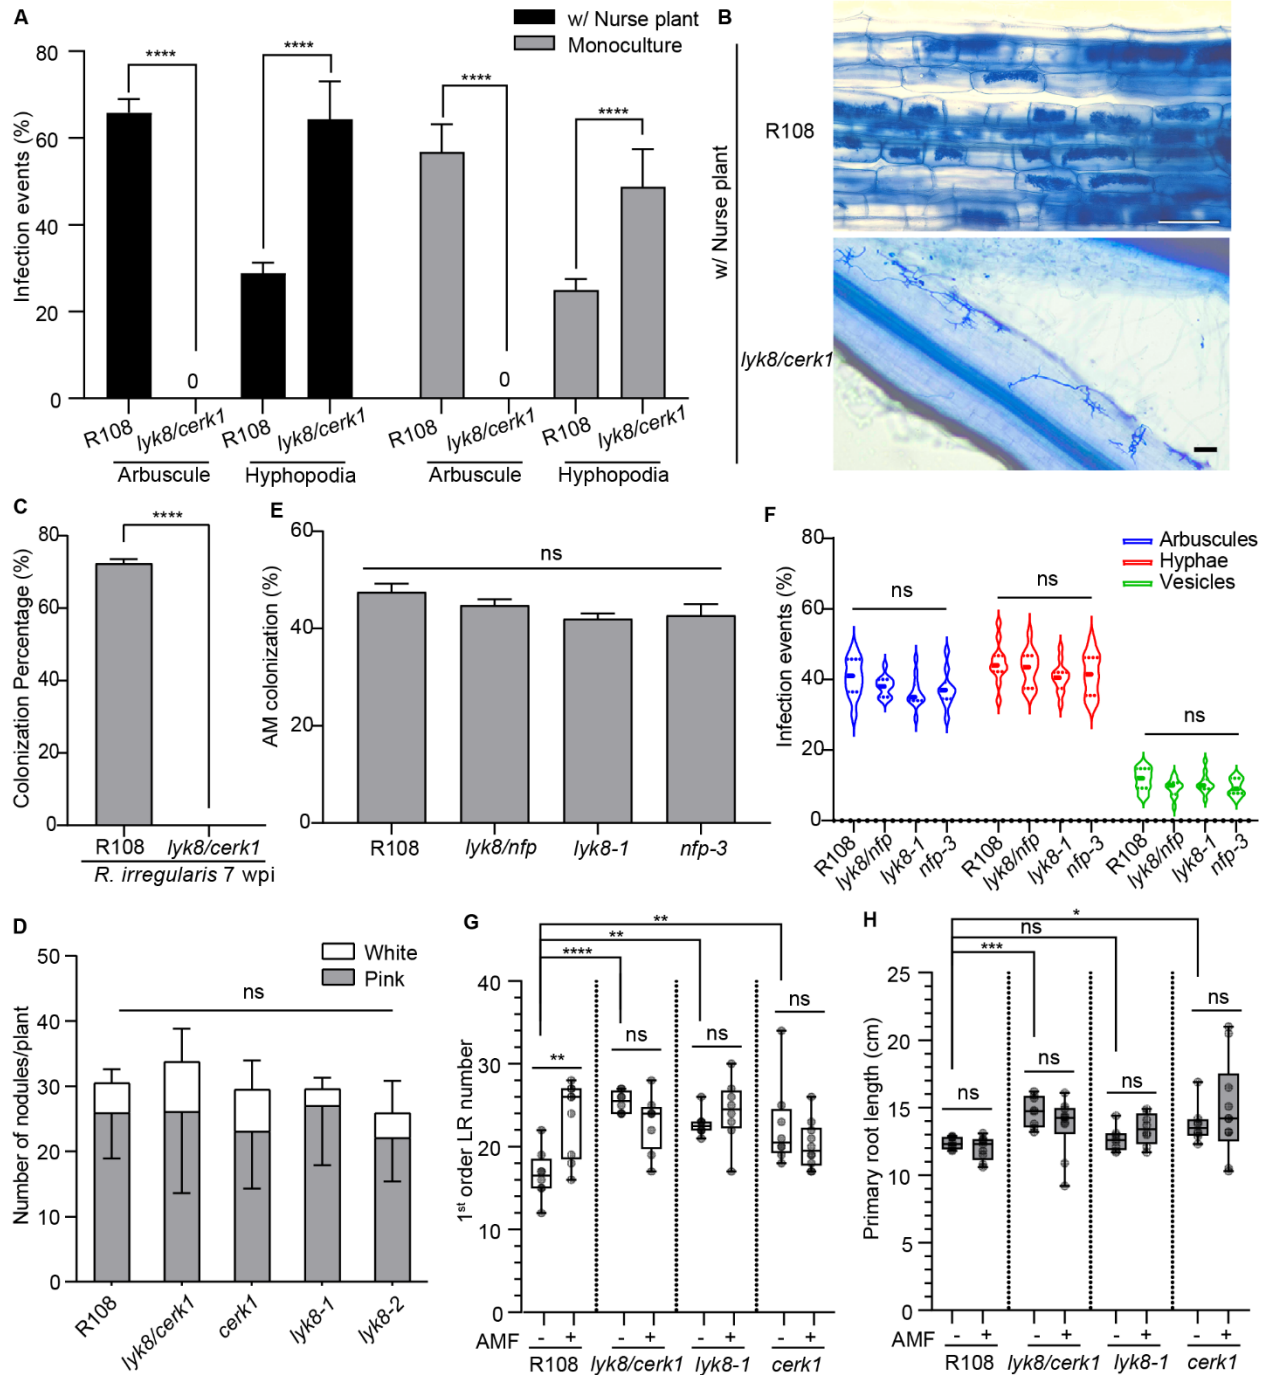 A
w/ Nurse plant
Monoculture
Infection events (%)
80
60
40
20
0
****
****
****
****
0
0
R108
lyk8/cerk1
R108
lyk8/cerk1
R108
lyk8/cerk1
R108
lyk8/cerk1
Arbuscule
Hyphopodia
Arbuscule
Hyphopodia
B
w/ Nurse plant
R108
lyk8/cerk1
C
Colonization Percentage (%)
80
60
40
20
0
****
R108
lyk8/cerk1
R. irregularis 7 wpi
E
AM colonization (%)
60
40
20
0
ns
R108
lyk8/nfp
lyk8-1
nfp-3
F
Arbuscules
Hyphae
Vesicles
Infection events (%)
80
60
40
20
0
ns
ns
ns
R108
lyk8/nfp
lyk8-1
nfp-3
R108
lyk8/nfp
lyk8-1
nfp-3
R108
lyk8/nfp
lyk8-1
nfp-3
D
White
Pink
Number of nodules/plant
50
40
30
20
10
0
ns
R108
lyk8/cerk1
cerk1
lyk8-1
lyk8-2
G
1st order LR number
40
30
20
10
0
**
**
****
**
ns
ns
ns
AMF
- + - + - + - +
R108
lyk8/cerk1
lyk8-1
cerk1
H
Primary root length (cm)
25
20
15
10
5
0
*
ns
***
ns
ns
ns
ns
AMF
- + - + - + - +
R108
lyk8/cerk1
lyk8-1
cerk1